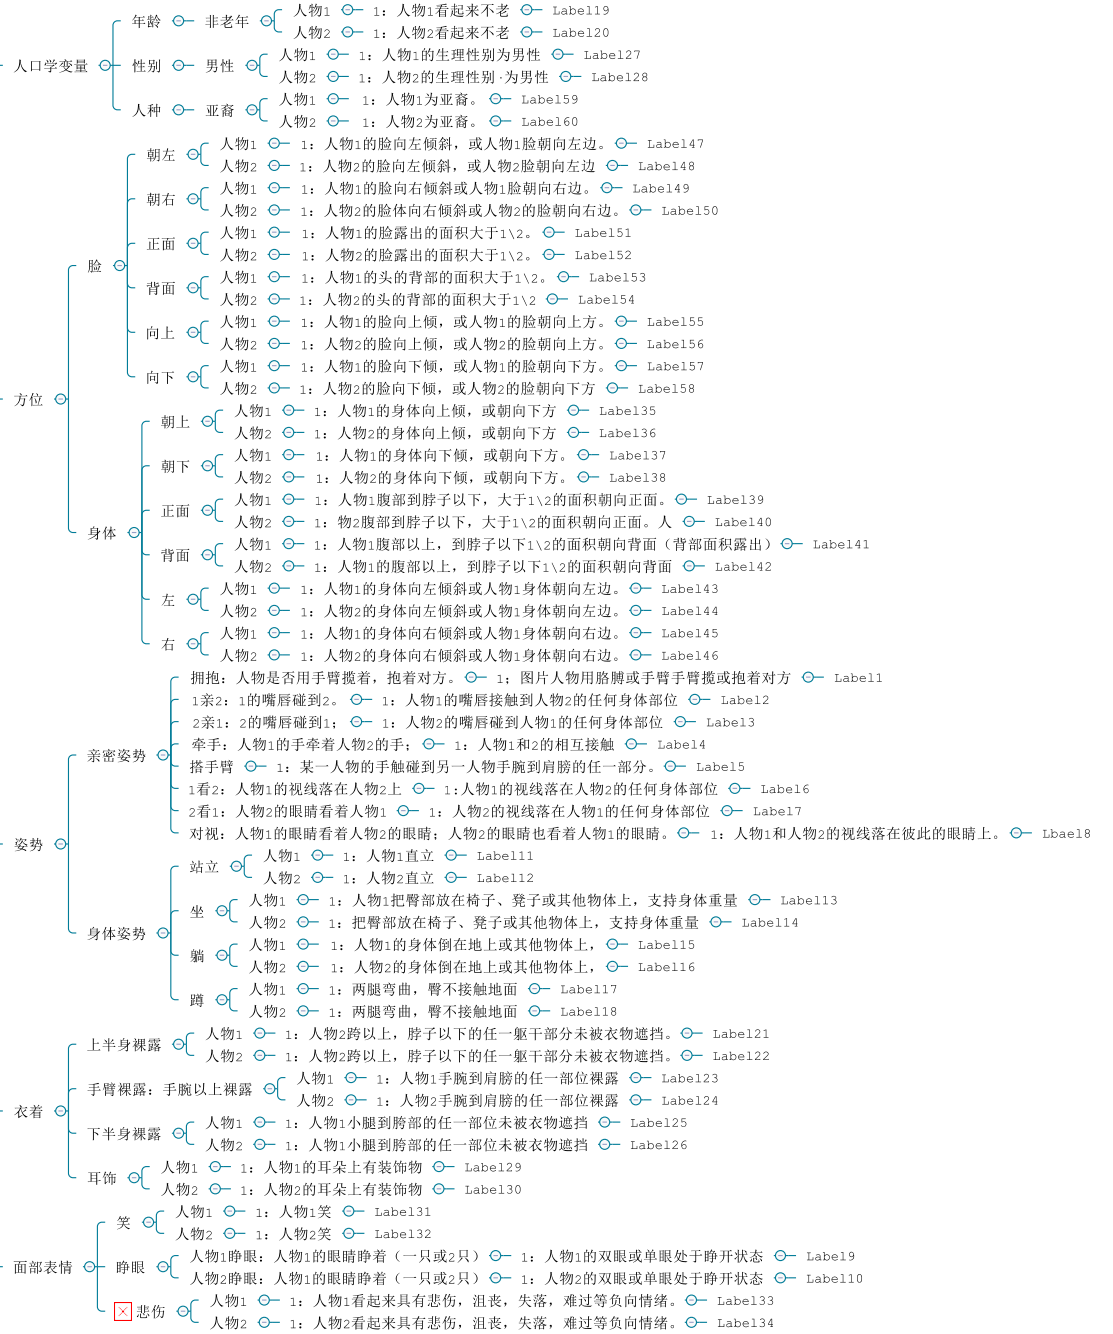 人口学变量
年龄 非老年 人物1 1: 人物1看起来不老 Label19
人物2 1: 人物2看起来不老 Label20
性别 男性 人物1 1: 人物1的生理性别为男性 Label27
人物2 1: 人物2的生理性别·为男性 Label28
人种 亚裔 人物1 1: 人物1为亚裔。 Label59
人物2 1: 人物2为亚裔。 Label60
方位
脸
朝左 人物1 1: 人物1的脸向左倾斜，或人物1脸朝向左边。 Label47
人物2 1: 人物2的脸向左倾斜，或人物2脸朝向左边 Label48
朝右 人物1 1: 人物1的脸向右倾斜或人物1脸朝向右边。 Label49
人物2 1: 人物2的脸体向右倾斜或人物2的脸朝向右边。 Label50
正面 人物1 1: 人物1的脸露出的面积大于1\2。 Label51
人物2 1: 人物2的脸露出的面积大于1\2。 Label52
背面 人物1 1: 人物1的头的背部的面积大于1\2。 Label53
人物2 1: 人物2的头的背部的面积大于1\2 Label54
向上 人物1 1: 人物1的脸向上倾，或人物1的脸朝向上方。 Label55
人物2 1: 人物2的脸向上倾，或人物2的脸朝向上方。 Label56
向下 人物1 1: 人物1的脸向下倾，或人物1的脸朝向下方。 Label57
人物2 1: 人物2的脸向下倾，或人物2的脸朝向下方 Label58
身体
朝上 人物1 1: 人物1的身体向上倾，或朝向下方 Label35
人物2 1: 人物2的身体向上倾，或朝向下方 Label36
朝下 人物1 1: 人物1的身体向下倾，或朝向下方。 Label37
人物2 1: 人物2的身体向下倾，或朝向下方。 Label38
正面 人物1 1: 人物1腹部到脖子以下，大于1\2的面积朝向正面。 Label39
人物2 1: 物2腹部到脖子以下，大于1\2的面积朝向正面。人 Label40
背面 人物1 1: 人物1腹部以上，到脖子以下1\2的面积朝向背面（背部面积露出） Label41
人物2 1: 人物1的腹部以上，到脖子以下1\2的面积朝向背面 Label42
左 人物1 1: 人物1的身体向左倾斜或人物1身体朝向左边。 Label43
人物2 1: 人物2的身体向左倾斜或人物1身体朝向左边。 Label44
右 人物1 1: 人物1的身体向右倾斜或人物1身体朝向右边。 Label45
人物2 1: 人物2的身体向右倾斜或人物1身体朝向右边。 Label46
姿势
亲密姿势
拥抱: 人物是否用手臂揽着，抱着对方。 1; 图片人物用胳膊或手臂手臂揽或抱着对方 Label1
1亲2: 1的嘴唇碰到2。 1: 人物1的嘴唇接触到人物2的任何身体部位 Label2
2亲1: 2的嘴唇碰到1; 1: 人物2的嘴唇碰到人物1的任何身体部位 Label3
牵手: 人物1的手牵着人物2的手; 1: 人物1和2的相互接触 Label4
搭手臂 1: 某一人物的手触碰到另一人物手腕到肩膀的任一部分。 Label5
1看2: 人物1的视线落在人物2上 1:人物1的视线落在人物2的任何身体部位 Label6
2看1: 人物2的眼睛看着人物1 1: 人物2的视线落在人物1的任何身体部位 Label7
对视: 人物1的眼睛看着人物2的眼睛; 人物2的眼睛也看着人物1的眼睛。 1: 人物1和人物2的视线落在彼此的眼睛上。 Lbael8
身体姿势
站立 人物1 1: 人物1直立 Label11
人物2 1: 人物2直立 Label12
坐 人物1 1: 人物1把臀部放在椅子、凳子或其他物体上，支持身体重量 Label13
人物2 1: 把臀部放在椅子、凳子或其他物体上，支持身体重量 Label14
躺 人物1 1: 人物1的身体倒在地上或其他物体上， Label15
人物2 1: 人物2的身体倒在地上或其他物体上， Label16
蹲 人物1 1: 两腿弯曲，臀不接触地面 Label17
人物2 1: 两腿弯曲，臀不接触地面 Label18
衣着
上半身裸露 人物1 1: 人物2跨以上，脖子以下的任一躯干部分未被衣物遮挡。 Label21
人物2 1: 人物2跨以上，脖子以下的任一躯干部分未被衣物遮挡。 Label22
手臂裸露: 手腕以上裸露 人物1 1: 人物1手腕到肩膀的任一部位裸露 Label23
人物2 1: 人物2手腕到肩膀的任一部位裸露 Label24
下半身裸露 人物1 1: 人物1小腿到胯部的任一部位未被衣物遮挡 Label25
人物2 1: 人物1小腿到胯部的任一部位未被衣物遮挡 Label26
耳饰 人物1 1: 人物1的耳朵上有装饰物 Label29
人物2 1: 人物2的耳朵上有装饰物 Label30
面部表情
笑 人物1 1: 人物1笑 Label31
人物2 1: 人物2笑 Label32
睁眼 人物1睁眼: 人物1的眼睛睁着（一只或2只） 1: 人物1的双眼或单眼处于睁开状态 Label9
人物2睁眼: 人物1的眼睛睁着（一只或2只） 1: 人物2的双眼或单眼处于睁开状态 Label10
悲伤 人物1 1: 人物1看起来具有悲伤，沮丧，失落，难过等负向情绪。 Label33
人物2 1: 人物2看起来具有悲伤，沮丧，失落，难过等负向情绪。 Label34